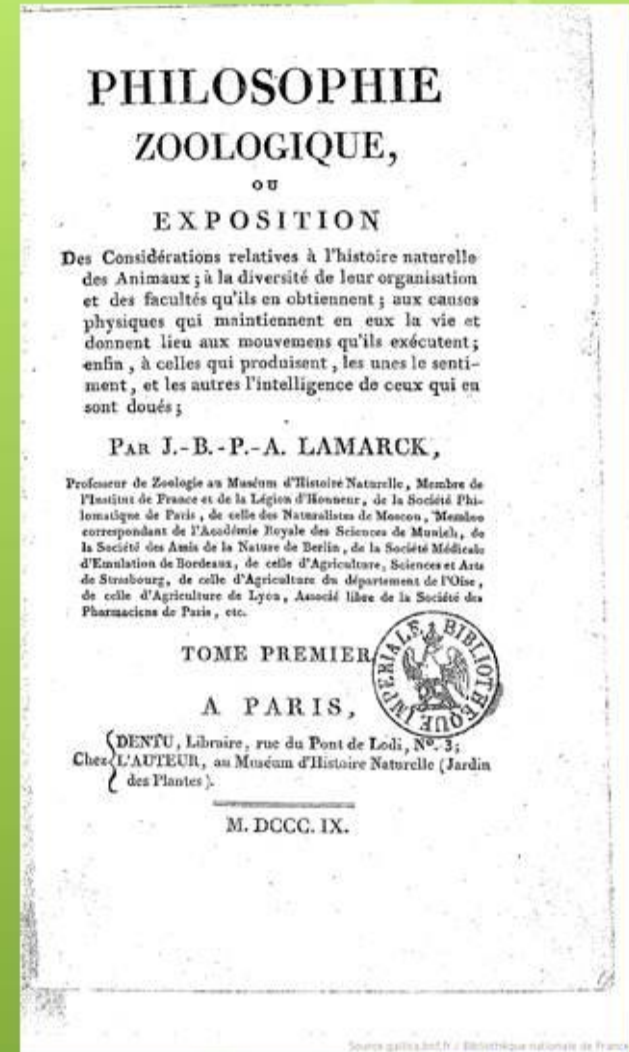 PHILOSOPHIE
ZOOLOGIQUE,
OU
EXPOSITION
Des Considérations relatives à l'histoire naturelle
des Animaux ; à la diversité de leur organisation
et des facultés qu'ils en obtiennent ; aux causes
physiques qui maintiennent en eux la vie et
donnent lieu aux mouvemens qu'ils exécutent ;
enfin , à celles qui produisent , les unes le senti-
ment , et les autres l'intelligence de ceux qui en
sont doués ;
PAR J.-B.-P.-A. LAMARCK,
Professeur de Zoologie au Muséum d'Histoire Naturelle, Membre de
l'Institut de France et de la Légion d'Honneur, de la Société Phi-
lomatique de Paris , de celle des Naturalistes de Moscou, Membre
correspondant de l'Académie Royale des Sciences de Munich, de
la Société des Amis de la Nature de Berlin, de la Société Médicale
d'Emulation de Bordeaux, de celle d'Agriculture, Sciences et Arts
de Strasbourg, de celle d'Agriculture du département de l'Oise,
de celle d'Agriculture de Lyon, Associé libre de la Société des
Pharmaciens de Paris, etc.
TOME PREMIER
BIBLIOTHEQUE IMPERIALE
A PARIS,
Chez
DENTU, Libraire, rue du Pont de Lodi, N°. 3 ;
L'AUTEUR, au Muséum d'Histoire Naturelle (Jardin
des Plantes ).
M. DCCC. IX.
Source gallica.bnf.fr / Bibliothèque nationale de France